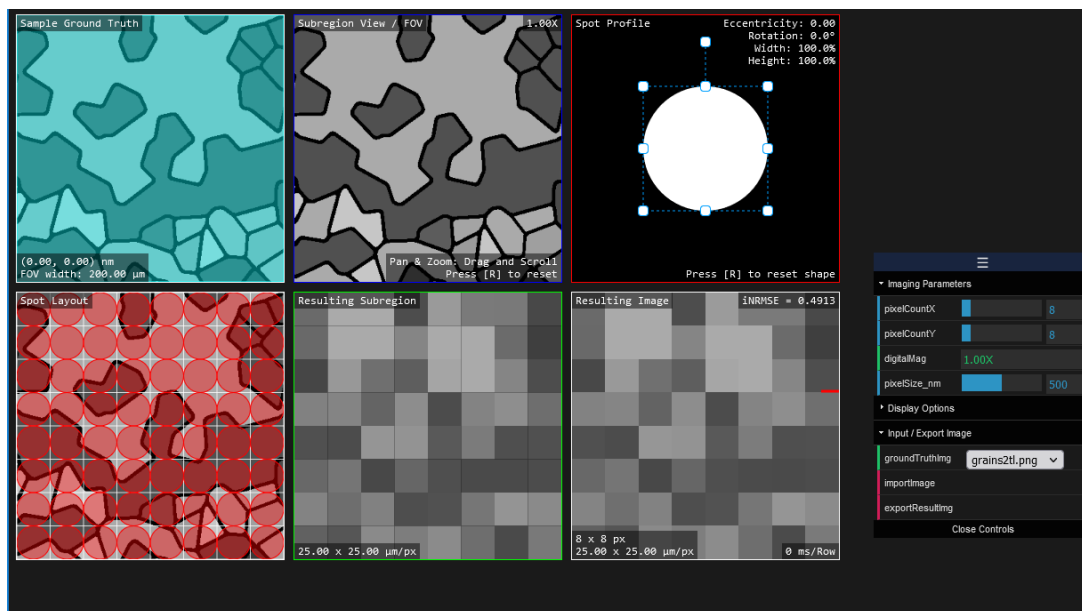 Sample Ground Truth
(0.00, 0.00) nm
FOV width: 200.00 μm
Subregion View / FOV
1.00X
Pan & Zoom: Drag and Scroll
Press [R] to reset
Spot Profile
Eccentricity: 0.00
Rotation: 0.0°
Width: 100.0%
Height: 100.0%
Press [R] to reset shape
Spot Layout
Resulting Subregion
25.00 x 25.00 μm/px
Resulting Image
iNRMSE = 0.4913
8 x 8 px
25.00 x 25.00 μm/px
0 ms/Row
Imaging Parameters
pixelCountX 8
pixelCountY 8
digitalMag 1.00X
pixelSize_nm 500
Display Options
Input / Export Image
groundTruthImg grains2tl.png
importImage
exportResultImg
Close Controls